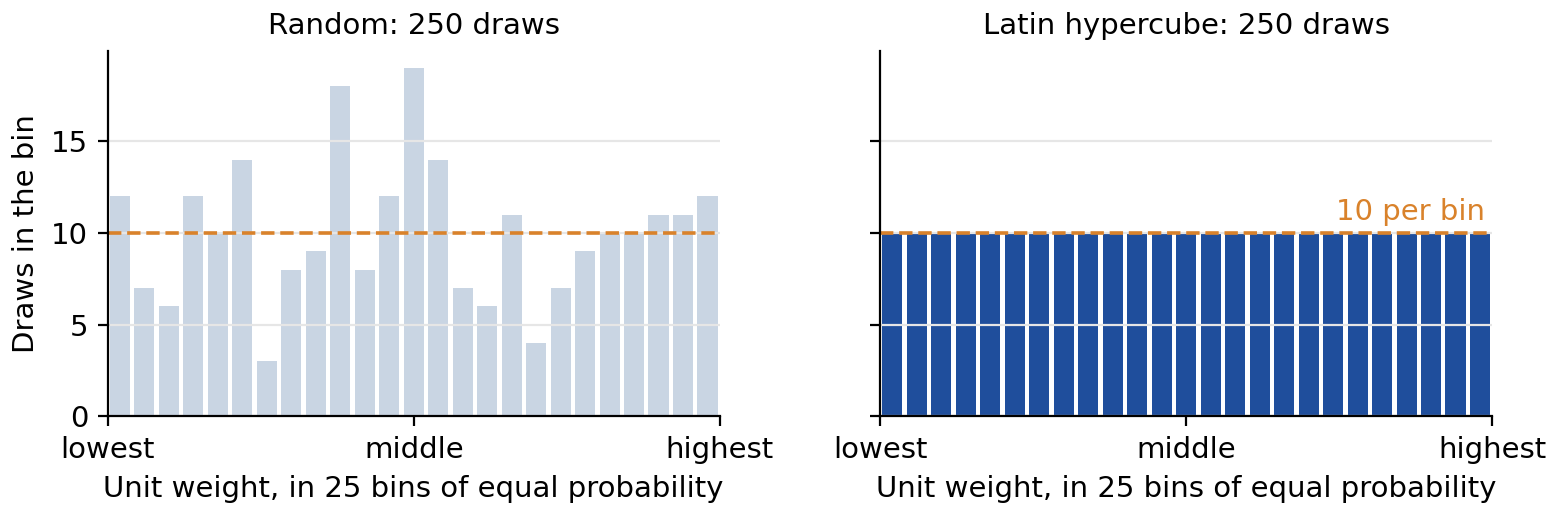 Random: 250 draws
Draws in the bin
15
10
5
0
lowest middle highest
Unit weight, in 25 bins of equal probability
Latin hypercube: 250 draws
10 per bin
lowest middle highest
Unit weight, in 25 bins of equal probability